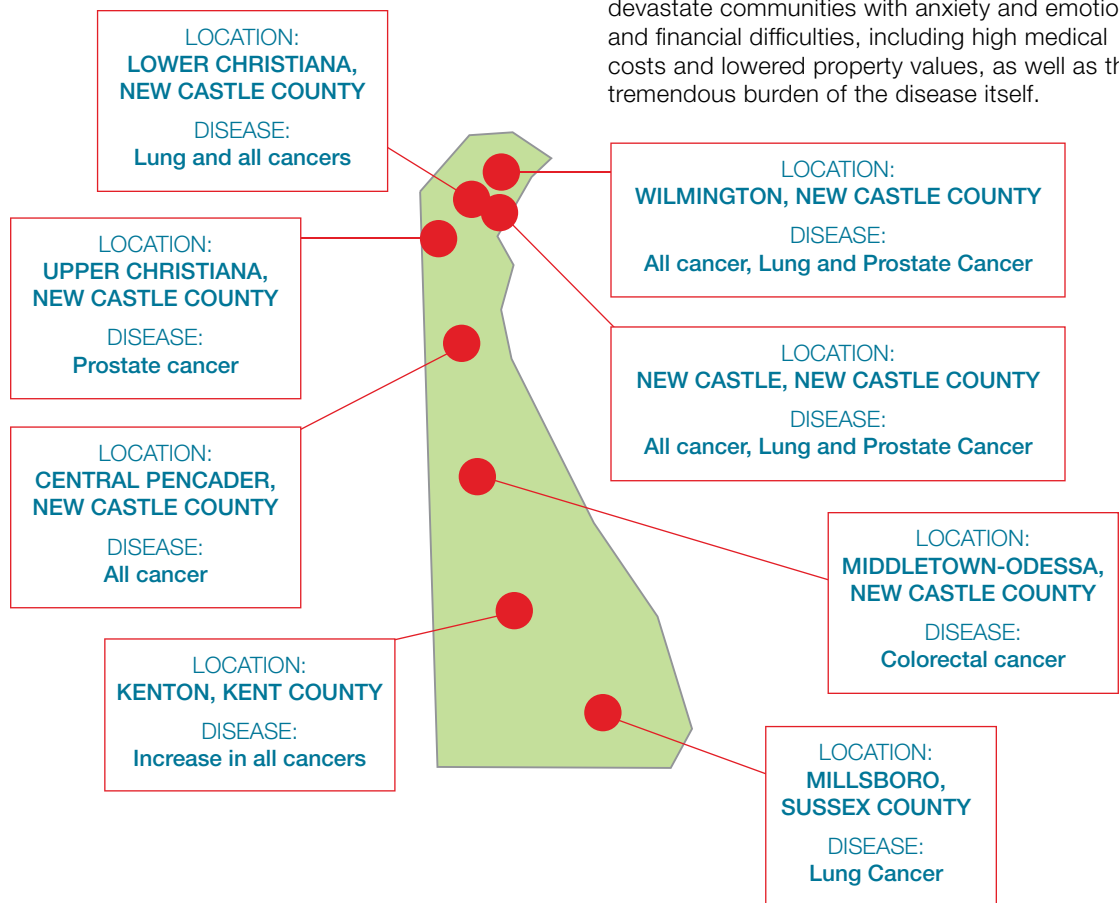 devastate communities with anxiety and
and financial difficulties, including high medical
costs and lowered property values, as well as
tremendous burden of the disease itself.
LOCATION:
LOWER CHRISTIANA,
NEW CASTLE COUNTY
DISEASE:
Lung and all cancers
LOCATION:
WILMINGTON, NEW CASTLE COUNTY
DISEASE:
All cancer, Lung and Prostate Cancer
LOCATION:
UPPER CHRISTIANA,
NEW CASTLE COUNTY
DISEASE:
Prostate cancer
LOCATION:
NEW CASTLE, NEW CASTLE COUNTY
DISEASE:
All cancer, Lung and Prostate Cancer
LOCATION:
CENTRAL PENCADER,
NEW CASTLE COUNTY
DISEASE:
All cancer
LOCATION:
MIDDLETOWN-ODESSA,
NEW CASTLE COUNTY
DISEASE:
Colorectal cancer
LOCATION:
KENTON, KENT COUNTY
DISEASE:
Increase in all cancers
LOCATION:
MILLSBORO,
SUSSEX COUNTY
DISEASE:
Lung Cancer